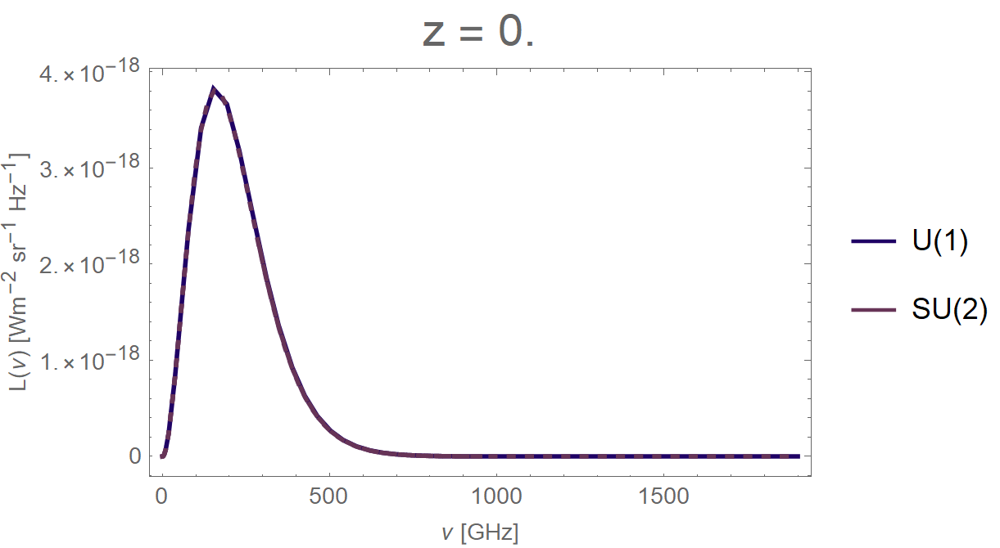 z = 0.
4.×10⁻¹⁸
3.×10⁻¹⁸
2.×10⁻¹⁸
1.×10⁻¹⁸
0
L(ν) [Wm⁻² sr⁻¹ Hz⁻¹]
0 500 1000 1500
ν [GHz]
U(1)
SU(2)